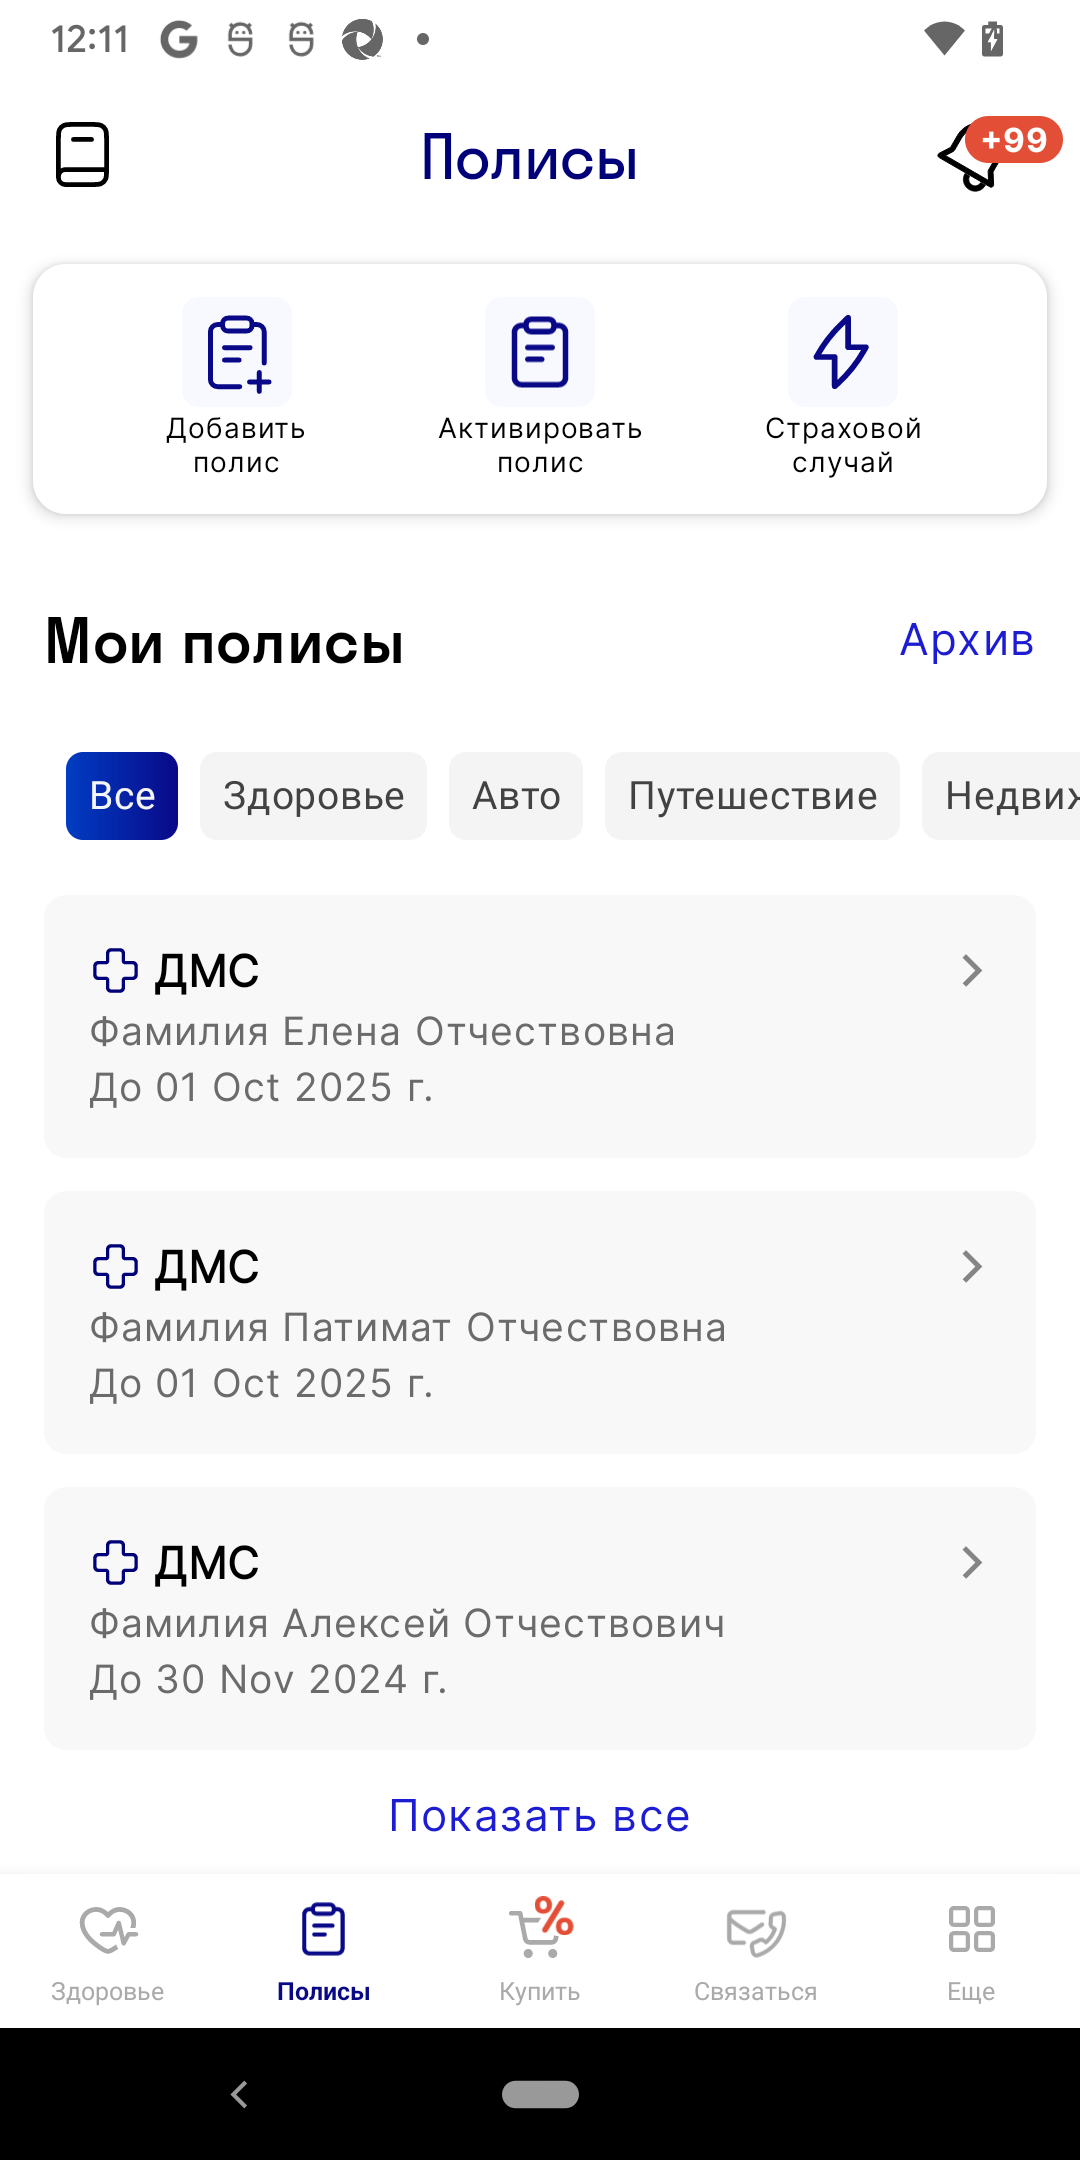 12:11
Полисы
+99
Добавить
полис
Активировать
полис
Страховой
случай
Мои полисы
Архив
Все
Здоровье
Авто
Путешествие
ДМС
Фамилия Елена Отчествовна
До 01 Oct 2025 г.
ДМС
Фамилия Патимат Отчествовна
До 01 Oct 2025 г.
ДМС
Фамилия Алексей Отчествович
До 30 Nov 2024 г.
Показать все
%
Здоровье
Полисы
Купить
Связаться
Еще